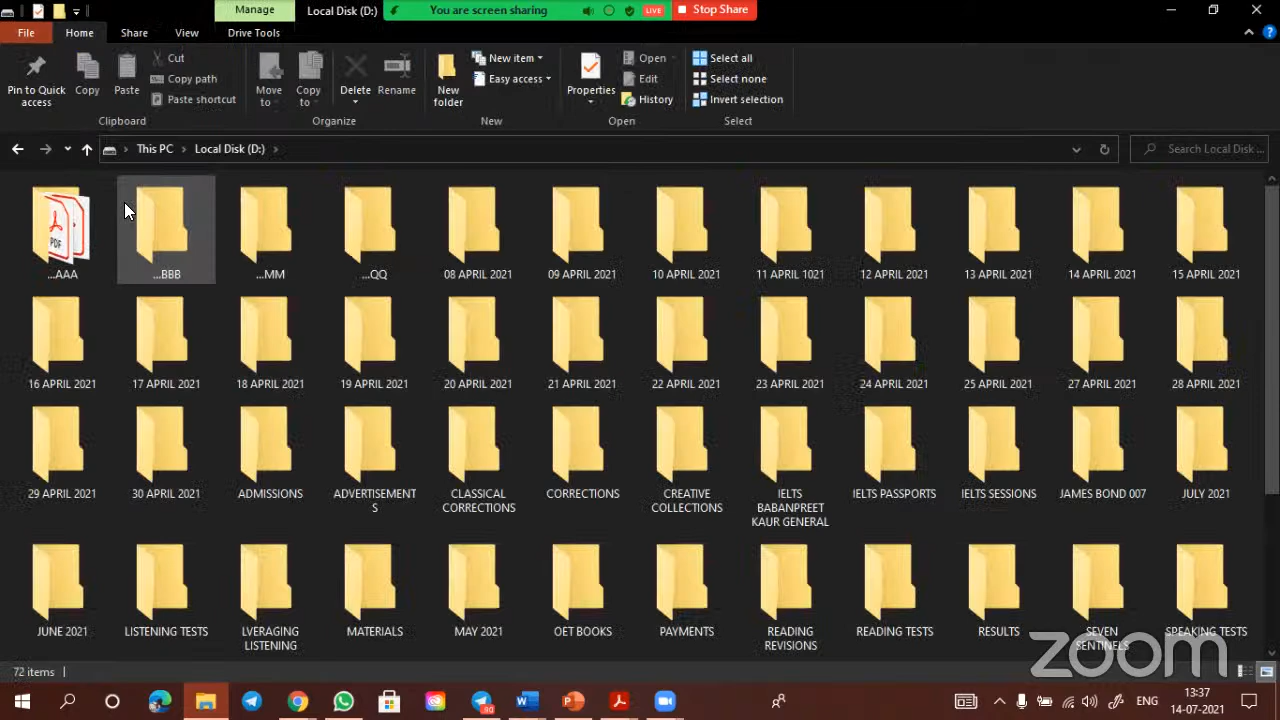 Manage
Local Disk (D:)
You are screen sharing
LIVE
Stop Share
File
Home
Share
View
Drive Tools
Pin to Quick access
Copy
Paste
Cut
Copy path
Paste shortcut
Move to
Copy to
Delete
Rename
New folder
New item
Easy access
Properties
Open
Edit
History
Select all
Select none
Invert selection
Clipboard
Organize
New
Open
Select
This PC
Local Disk (D:)
Search Local Disk ...
PDF
...AAA
...BBB
...MM
...QQ
08 APRIL 2021
09 APRIL 2021
10 APRIL 2021
11 APRIL 1021
12 APRIL 2021
13 APRIL 2021
14 APRIL 2021
15 APRIL 2021
16 APRIL 2021
17 APRIL 2021
18 APRIL 2021
19 APRIL 2021
20 APRIL 2021
21 APRIL 2021
22 APRIL 2021
23 APRIL 2021
24 APRIL 2021
25 APRIL 2021
27 APRIL 2021
28 APRIL 2021
29 APRIL 2021
30 APRIL 2021
ADMISSIONS
ADVERTISEMENT
S
CLASSICAL
CORRECTIONS
CORRECTIONS
CREATIVE
COLLECTIONS
IELTS
BABANPREET
KAUR GENERAL
IELTS PASSPORTS
IELTS SESSIONS
JAMES BOND 007
JULY 2021
JUNE 2021
LISTENING TESTS
LVERAGING
LISTENING
MATERIALS
MAY 2021
OET BOOKS
PAYMENTS
READING
REVISIONS
READING TESTS
RESULTS
SEVEN
SENTINELS
SPEAKING TESTS
zoom
72 items
ENG
13:37
14-07-2021